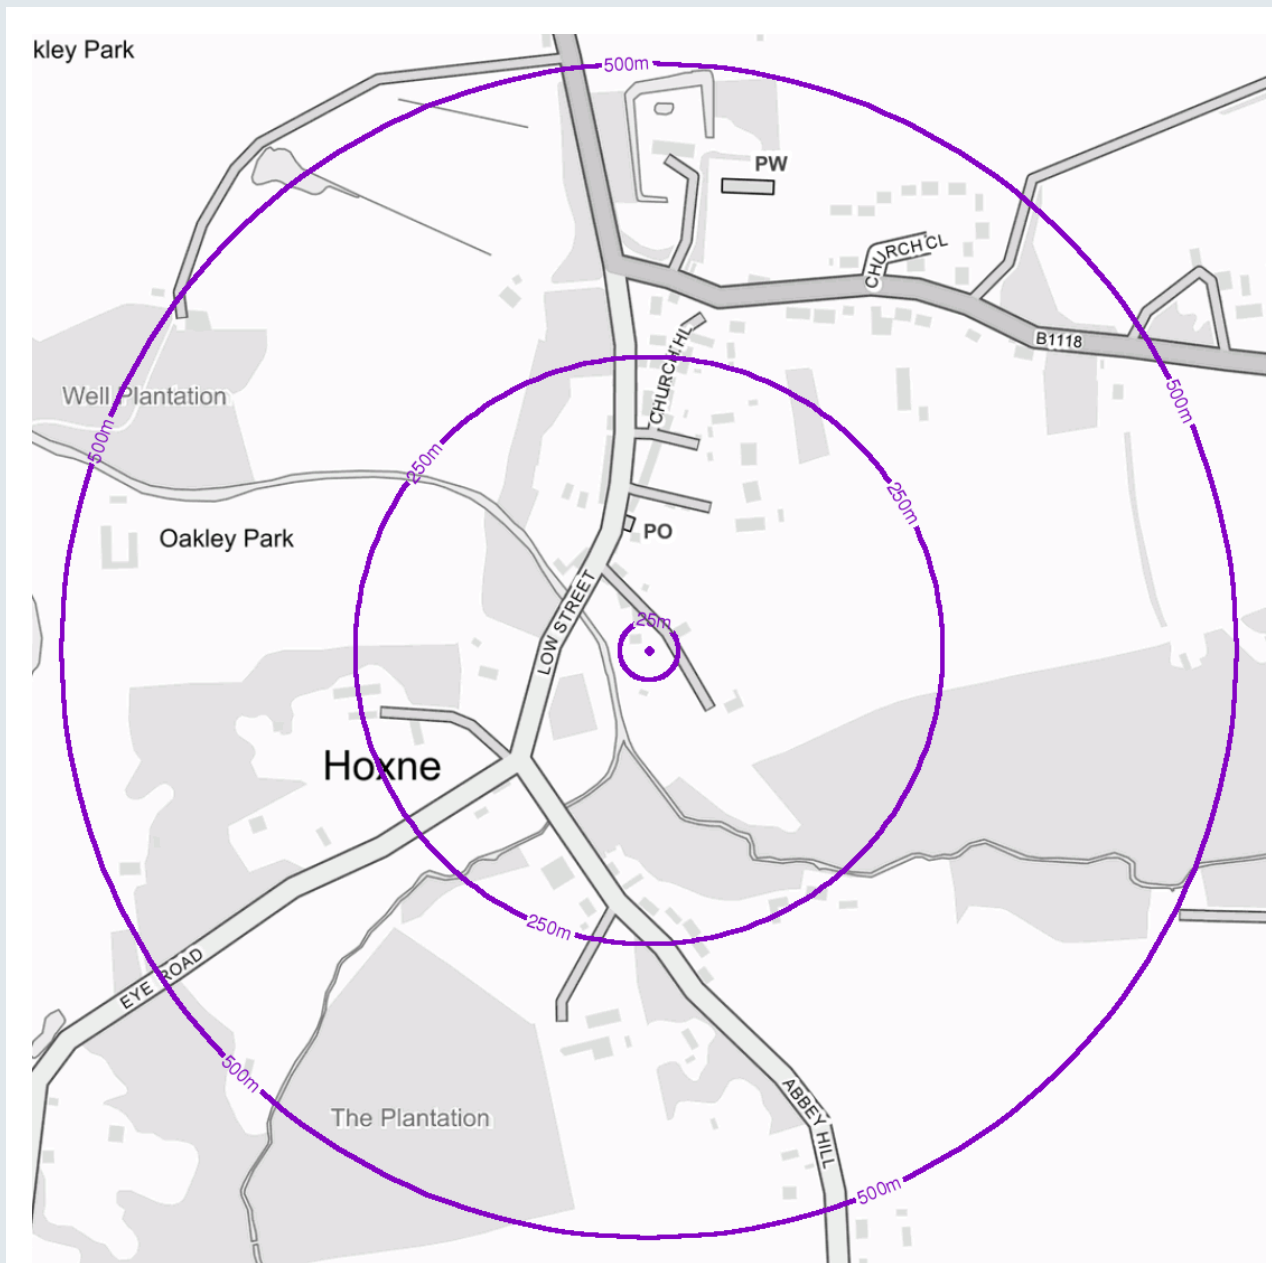 kley Park
500m
PW
CHURCH CL
B1118
CHURCH HL
Well Plantation
500m
500m
250m
250m
Oakley Park
PO
LOW STREET
25m
Hoxne
250m
EYE ROAD
500m
The Plantation
ABBEY HILL
500m